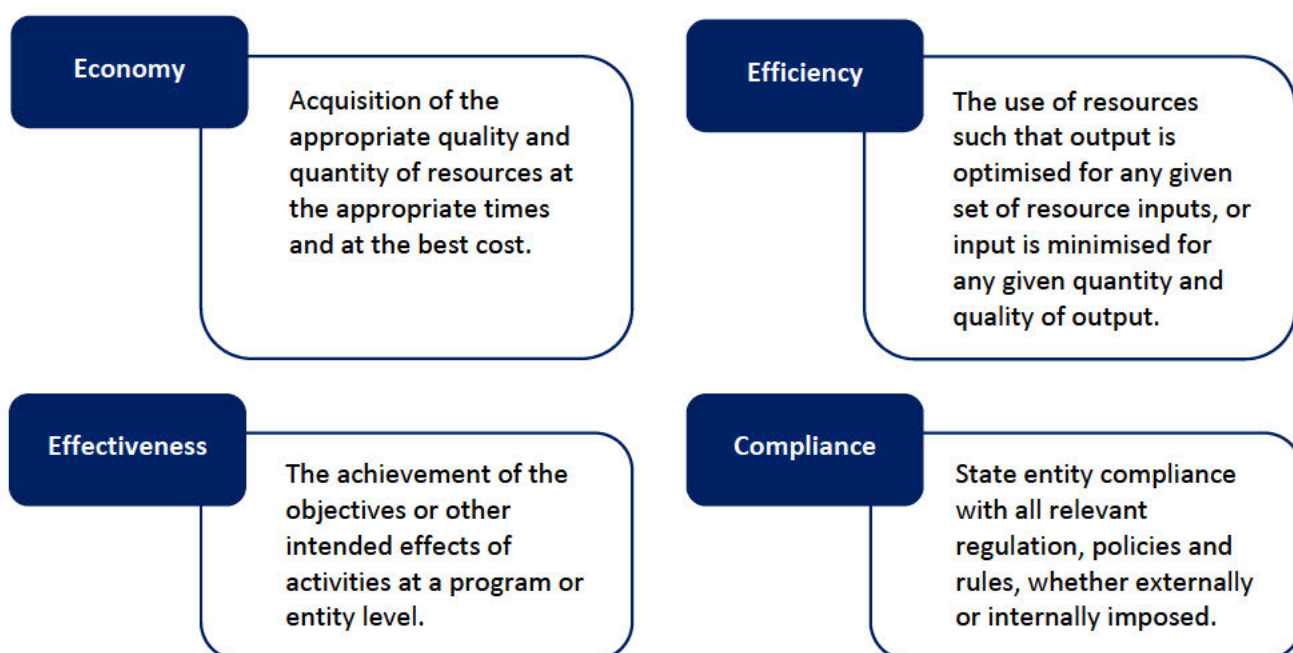 Economy
Acquisition of the
appropriate quality and
quantity of resources at
the appropriate times
and at the best cost.
Efficiency
The use of resources
such that output is
optimised for any given
set of resource inputs, or
input is minimised for
any given quantity and
quality of output.
Effectiveness
The achievement of the
objectives or other
intended effects of
activities at a program or
entity level.
Compliance
State entity compliance
with all relevant
regulation, policies and
rules, whether externally
or internally imposed.